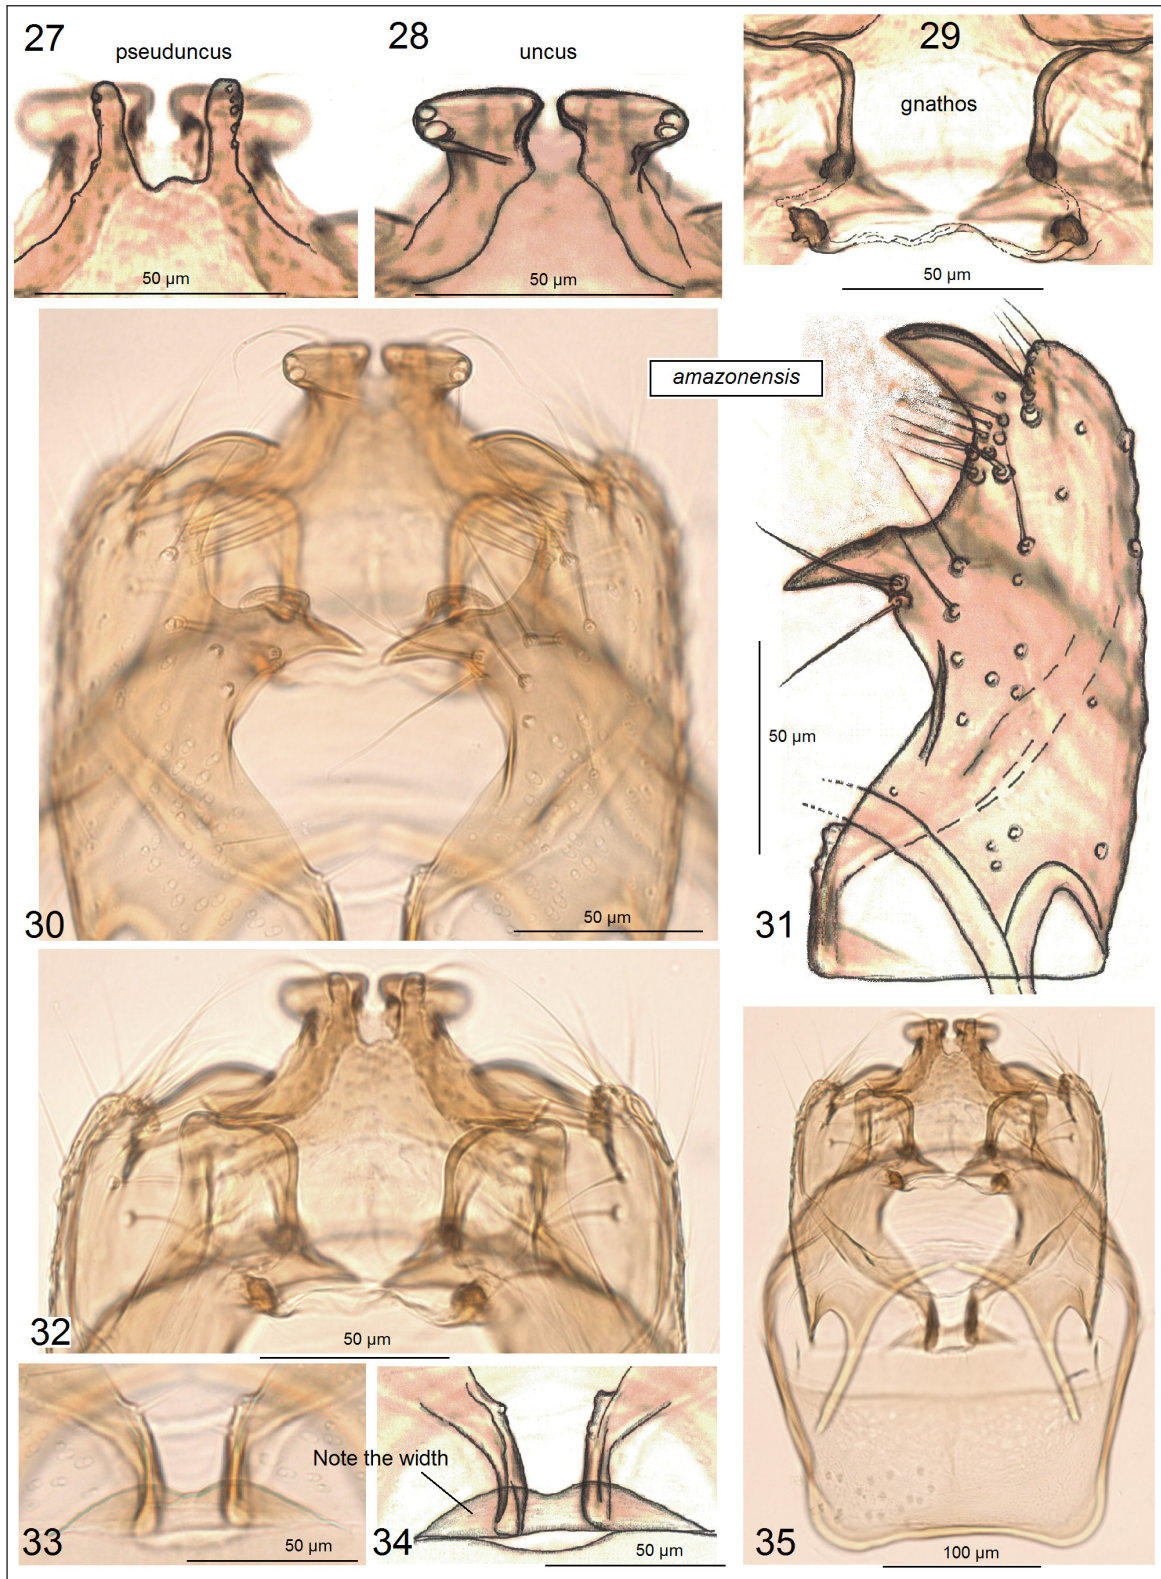 27
pseuduncus
50 µm
28
uncus
50 µm
29
gnathos
50 µm
amazonensis
30
50 µm
31
50 µm
32
50 µm
33
50 µm
Note the width
34
50 µm
35
100 µm